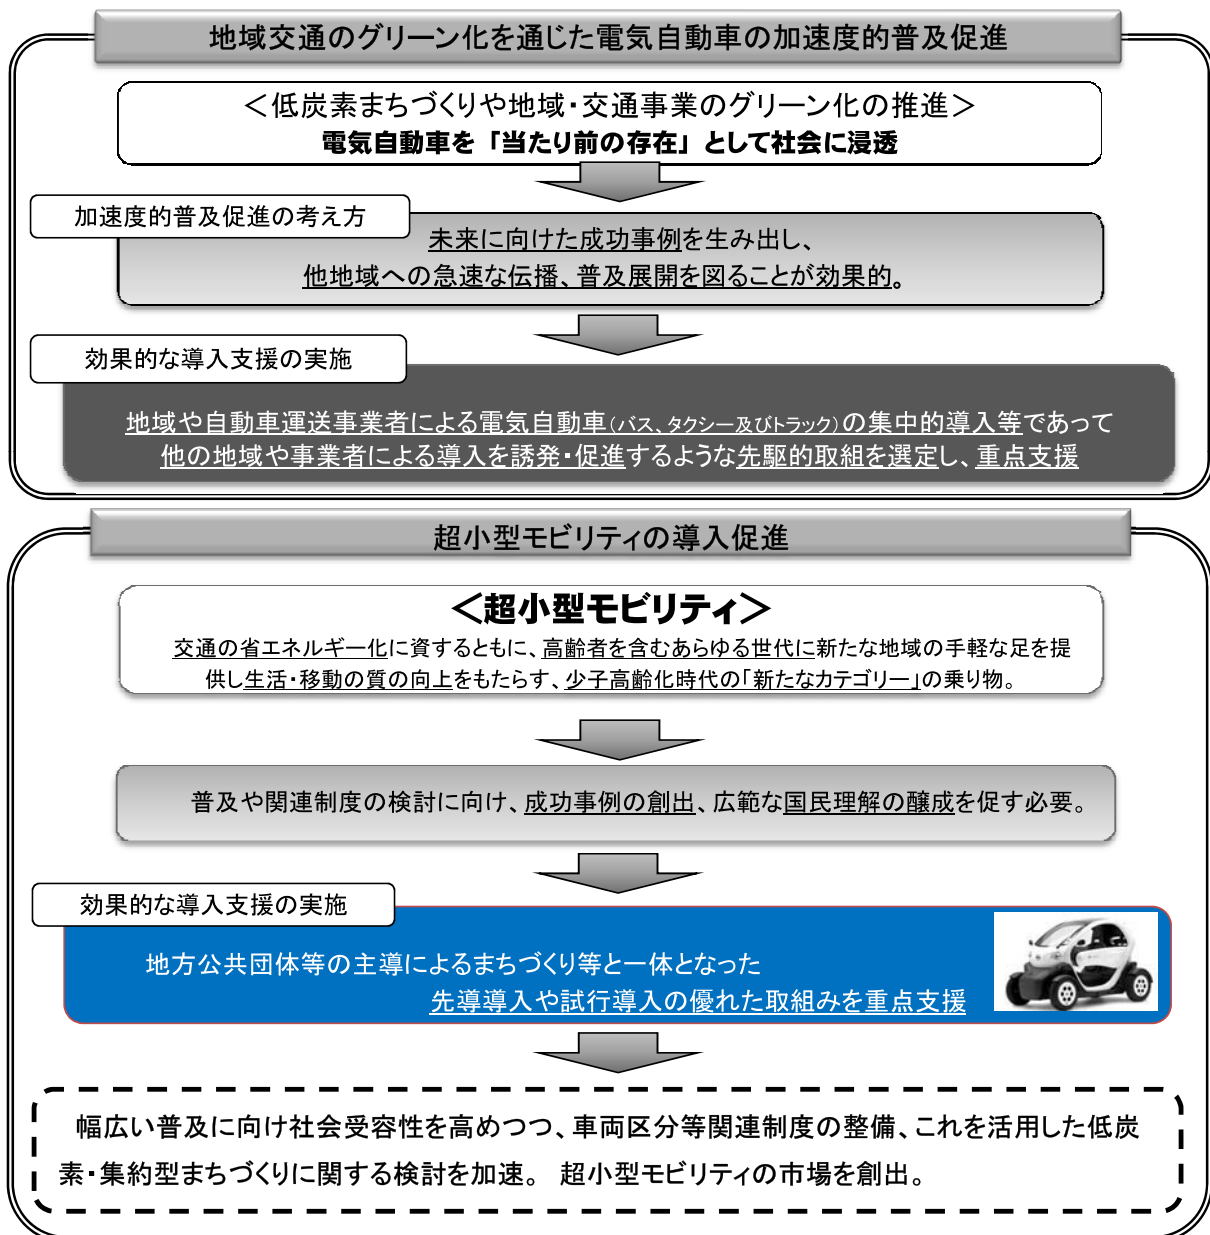 地域交通のグリーン化を通じた電気自動車の加速度的普及促進
＜低炭素まちづくりや地域・交通事業のグリーン化の推進＞
電気自動車を「当たり前の存在」として社会に浸透
加速度的普及促進の考え方
未来に向けた成功事例を生み出し、
他地域への急速な伝播、普及展開を図ることが効果的。
効果的な導入支援の実施
地域や自動車運送事業者による電気自動車（バス、タクシー及びトラック）の集中的導入等であって
他の地域や事業者による導入を誘発・促進するような先駆的取組を選定し、重点支援
超小型モビリティの導入促進
＜超小型モビリティ＞
交通の省エネルギー化に資するともに、高齢者を含むあらゆる世代に新たな地域の手軽な足を提
供し生活・移動の質の向上をもたらす、少子高齢化時代の「新たなカテゴリー」の乗り物。
普及や関連制度の検討に向け、成功事例の創出、広範な国民理解の醸成を促す必要。
効果的な導入支援の実施
地方公共団体等の主導によるまちづくり等と一体となった
先導導入や試行導入の優れた取組みを重点支援
幅広い普及に向け社会受容性を高めつつ、車両区分等関連制度の整備、これを活用した低炭
素・集約型まちづくりに関する検討を加速。　超小型モビリティの市場を創出。